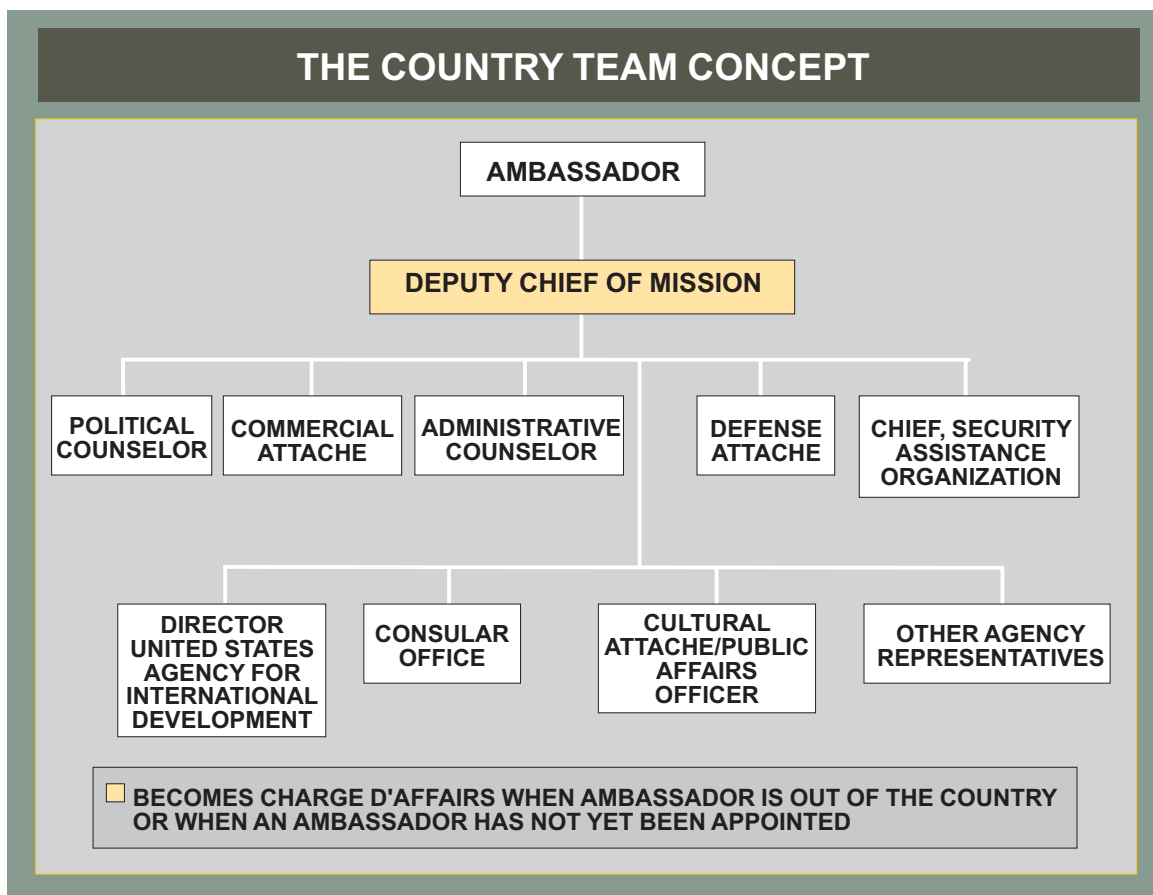 THE COUNTRY TEAM CONCEPT
AMBASSADOR
DEPUTY CHIEF OF MISSION
POLITICAL
COUNSELOR
COMMERCIAL
ATTACHE
ADMINISTRATIVE
COUNSELOR
DEFENSE
ATTACHE
CHIEF, SECURITY
ASSISTANCE
ORGANIZATION
DIRECTOR
UNITED STATES
AGENCY FOR
INTERNATIONAL
DEVELOPMENT
CONSULAR
OFFICE
CULTURAL
ATTACHE/PUBLIC
AFFAIRS
OFFICER
OTHER AGENCY
REPRESENTATIVES
BECOMES CHARGE D'AFFAIRS WHEN AMBASSADOR IS OUT OF THE COUNTRY
OR WHEN AN AMBASSADOR HAS NOT YET BEEN APPOINTED